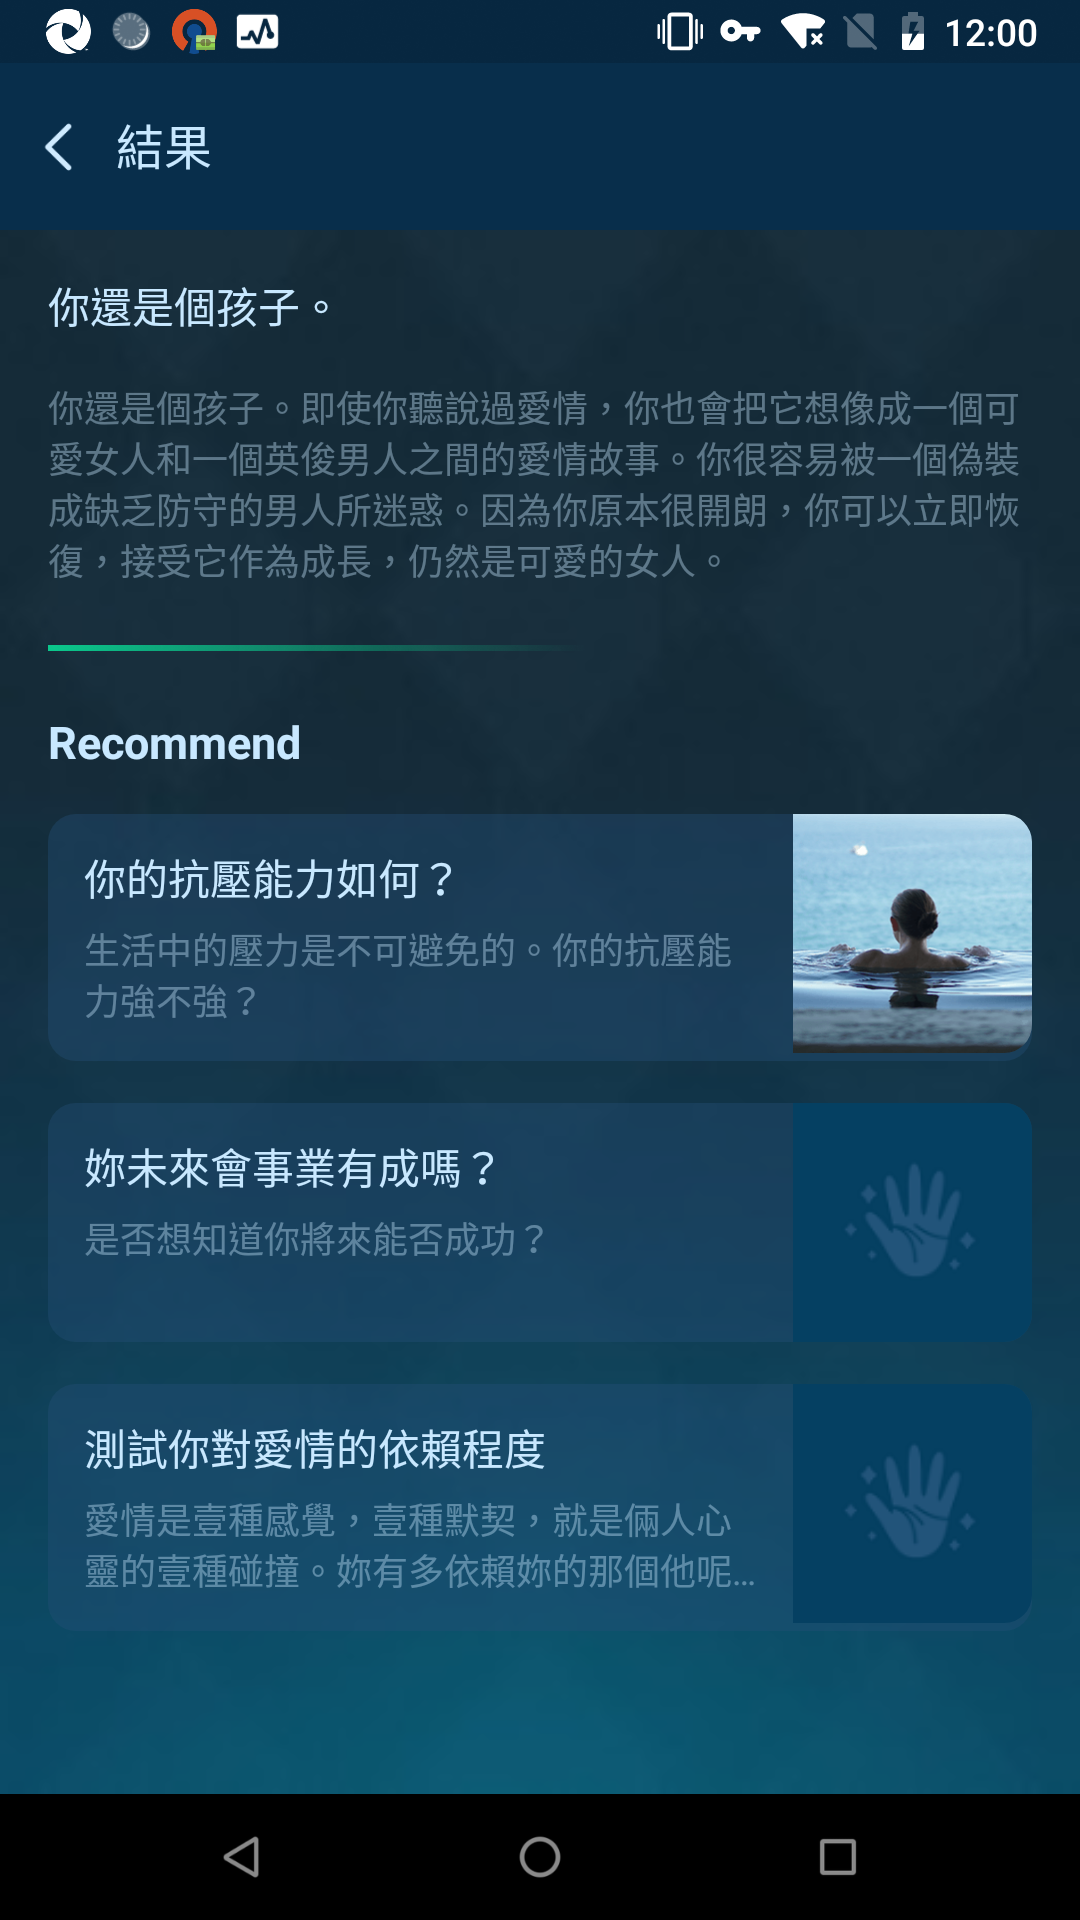 12:00
結果
你還是個孩子。
你還是個孩子。即使你聽說過愛情，你也會把它想像成一個可
愛女人和一個英俊男人之間的愛情故事。你很容易被一個偽裝
成缺乏防守的男人所迷惑。因為你原本很開朗，你可以立即恢
復，接受它作為成長，仍然是可愛的女人。
Recommend
你的抗壓能力如何？
生活中的壓力是不可避免的。你的抗壓能
力強不強？
妳未來會事業有成嗎？
是否想知道你將來能否成功？
測試你對愛情的依賴程度
愛情是壹種感覺，壹種默契，就是倆人心
靈的壹種碰撞。妳有多依賴妳的那個他呢...